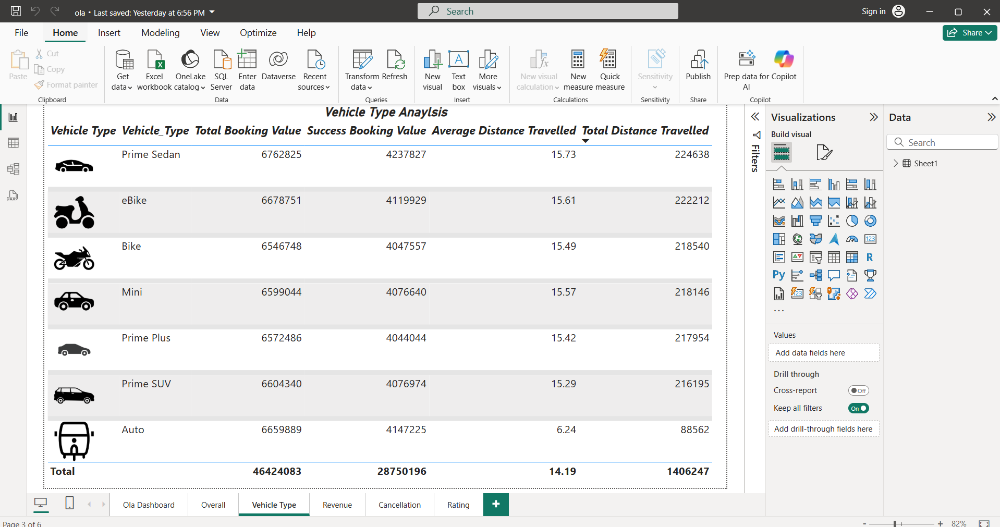 ola • Last saved: Yesterday at 6:56 PM
Search
Sign in
File Home Insert Modeling View Optimize Help
Share
Paste
Cut
Copy
Format painter
Clipboard
Get data
Excel workbook
OneLake catalog
SQL Server
Enter data
Dataverse
Recent sources
Data
Transform data
Refresh
Queries
New visual
Text box
More visuals
Insert
New visual calculation
New measure
Quick measure
Calculations
Sensitivity
Sensitivity
Publish
Share
Prep data for AI
Copilot
Copilot
Vehicle Type Anaylsis
Vehicle Type Vehicle_Type Total Booking Value Success Booking Value Average Distance Travelled Total Distance Travelled
Prime Sedan 6762825 4237827 15.73 224638
eBike 6678751 4119929 15.61 222212
Bike 6546748 4047557 15.49 218540
Mini 6599044 4076640 15.57 218146
Prime Plus 6572486 4044044 15.42 217954
Prime SUV 6604340 4076974 15.29 216195
Auto 6659889 4147225 6.24 88562
Total 46424083 28750196 14.19 1406247
Filters
Visualizations
Build visual
123
R
Py
123
Values
Add data fields here
Drill through
Cross-report Off
Keep all filters On
Add drill-through fields here
Data
Search
Sheet1
DAX
Ola Dashboard Overall Vehicle Type Revenue Cancellation Rating +
Page 3 of 6
- + 82%